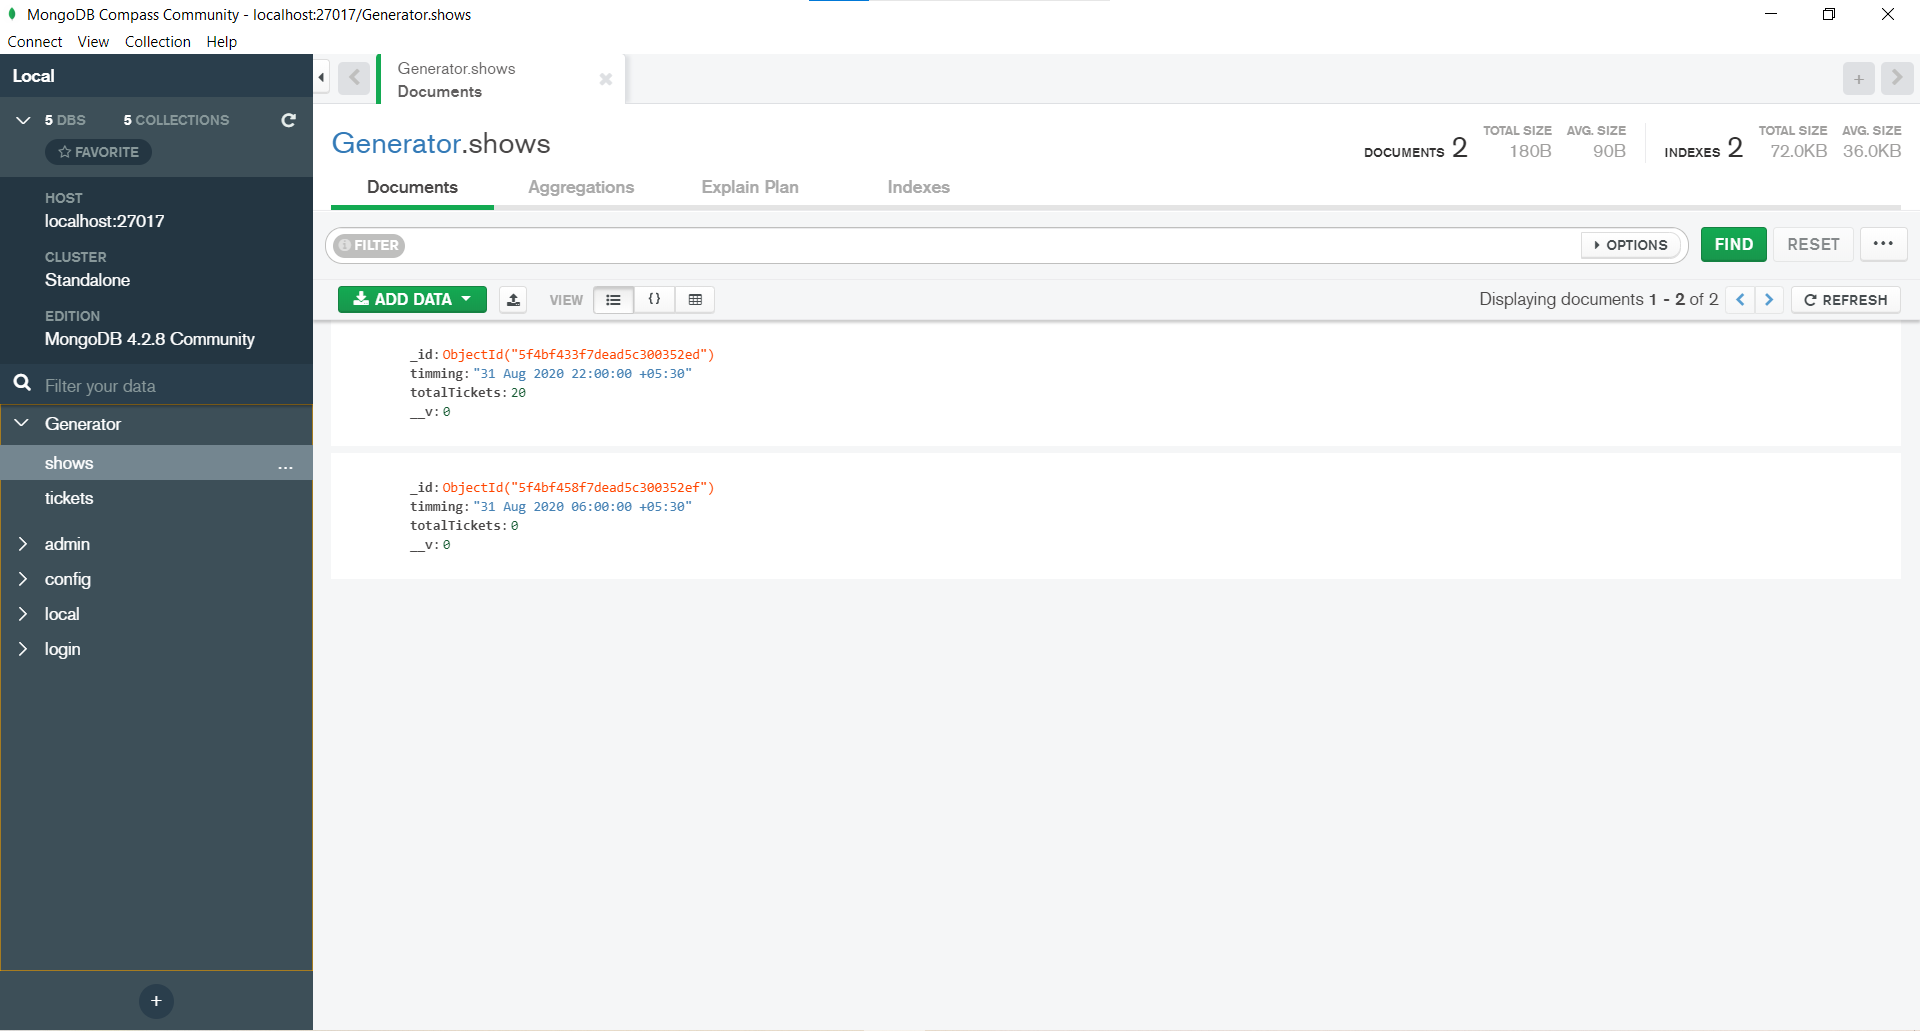 MongoDB Compass Community - localhost:27017/Generator.shows
Connect View Collection Help
Local
5 DBS 5 COLLECTIONS
FAVORITE
HOST
localhost:27017
CLUSTER
Standalone
EDITION
MongoDB 4.2.8 Community
Filter your data
Generator
shows ...
tickets
admin
config
local
login
+
Generator.shows
Documents
+
Generator.shows
DOCUMENTS 2 TOTAL SIZE 180B AVG. SIZE 90B INDEXES 2 TOTAL SIZE 72.0KB AVG. SIZE 36.0KB
Documents Aggregations Explain Plan Indexes
FILTER OPTIONS FIND RESET ...
ADD DATA VIEW {} Displaying documents 1 - 2 of 2 REFRESH
_id: ObjectId("5f4bf433f7dead5c300352ed")
timming: "31 Aug 2020 22:00:00 +05:30"
totalTickets: 20
__v: 0
_id: ObjectId("5f4bf458f7dead5c300352ef")
timming: "31 Aug 2020 06:00:00 +05:30"
totalTickets: 0
__v: 0